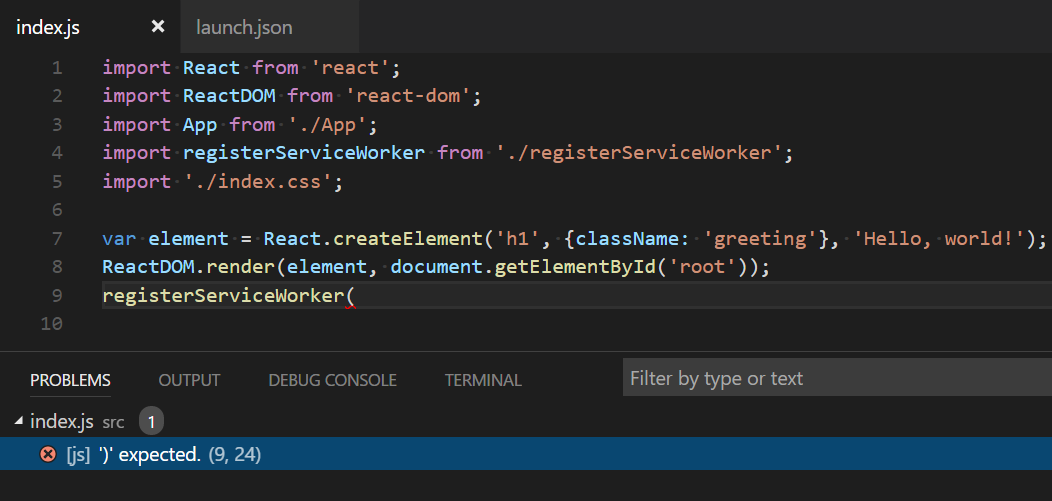 index.js × launch.json
1 import React from 'react';
2 import ReactDOM from 'react-dom';
3 import App from './App';
4 import registerServiceWorker from './registerServiceWorker';
5 import './index.css';
6
7 var element = React.createElement('h1', {className: 'greeting'}, 'Hello, world!');
8 ReactDOM.render(element, document.getElementById('root'));
9 registerServiceWorker(
10
PROBLEMS OUTPUT DEBUG CONSOLE TERMINAL Filter by type or text
index.js src 1
[js] ')' expected. (9, 24)